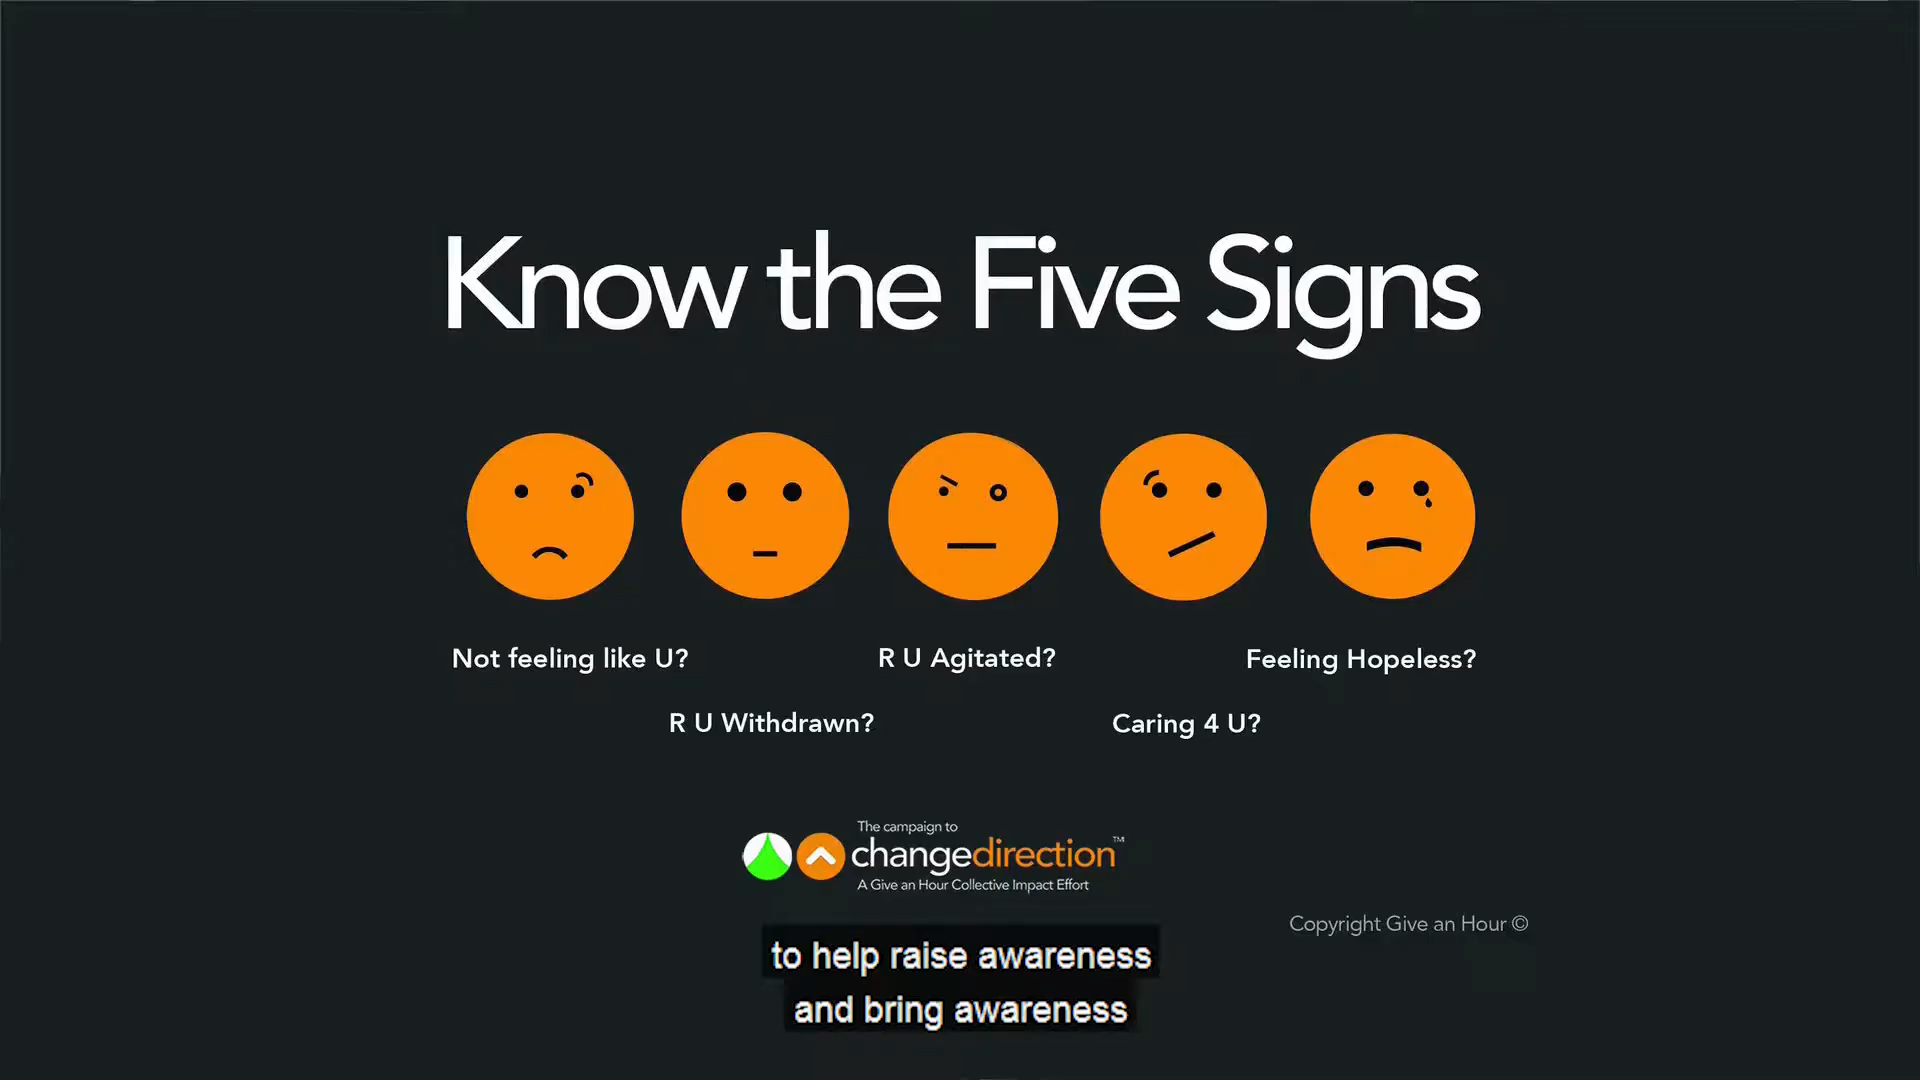 Know the Five Signs
Not feeling like U?
R U Withdrawn?
R U Agitated?
Caring 4 U?
Feeling Hopeless?
The campaign to
changedirection™
A Give an Hour Collective Impact Effort
Copyright Give an Hour ©
to help raise awareness
and bring awareness